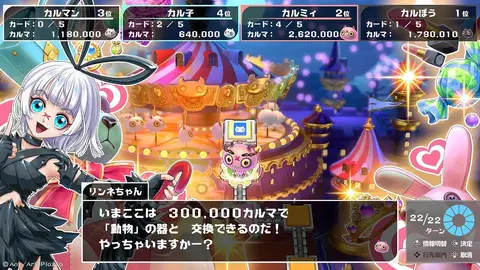 カルマン 3位
カード:0 / 5
カルマ: 1,180,000
カル子 4位
カード:2 / 5
カルマ: 640,000
カルミィ 2位
カード:4 / 5
カルマ: 2,620,000
カルぼう 1位
カード:1 / 5
カルマ: 1,790,010
リンネちゃん
いまここは 300,000カルマで
「動物」の器と 交換できるのだ!
やっちゃいますかー?
22/22
ターン
情報切替
決定
行先案内
取消